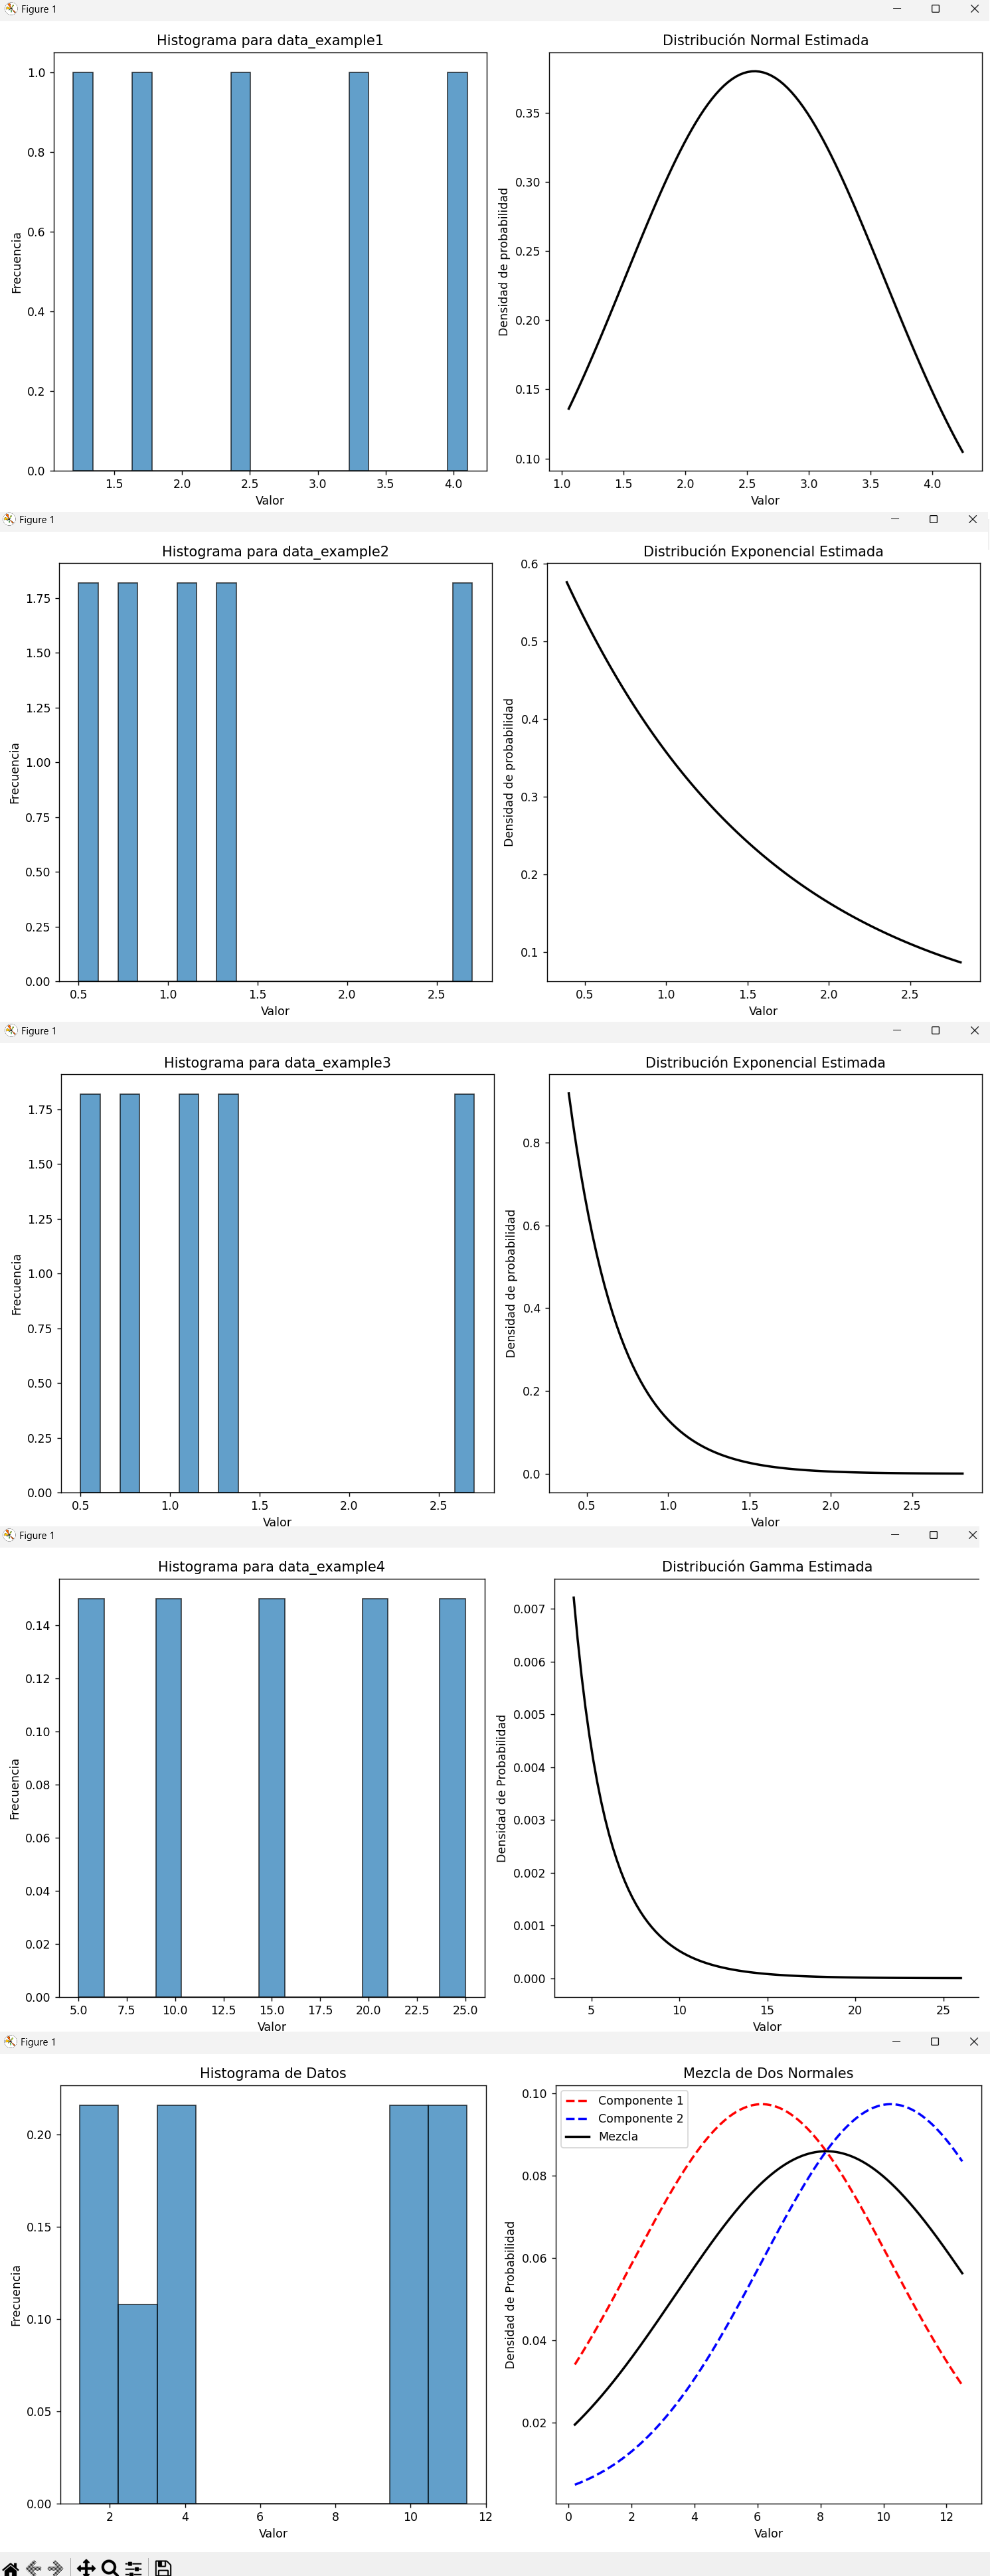 Figure 1
Histograma para data_example1
Distribución Normal Estimada
Frecuencia
1.0
0.8
0.6
0.4
0.2
0.0
1.5 2.0 2.5 3.0 3.5 4.0
Valor
Densidad de probabilidad
0.35
0.30
0.25
0.20
0.15
0.10
1.0 1.5 2.0 2.5 3.0 3.5 4.0
Valor
Figure 1
Histograma para data_example2
Distribución Exponencial Estimada
Frecuencia
1.75
1.50
1.25
1.00
0.75
0.50
0.25
0.00
0.5 1.0 1.5 2.0 2.5
Valor
Densidad de probabilidad
0.6
0.5
0.4
0.3
0.2
0.1
0.5 1.0 1.5 2.0 2.5
Valor
Figure 1
Histograma para data_example3
Distribución Exponencial Estimada
Frecuencia
1.75
1.50
1.25
1.00
0.75
0.50
0.25
0.00
0.5 1.0 1.5 2.0 2.5
Valor
Densidad de probabilidad
0.8
0.6
0.4
0.2
0.0
0.5 1.0 1.5 2.0 2.5
Valor
Figure 1
Histograma para data_example4
Distribución Gamma Estimada
Frecuencia
0.14
0.12
0.10
0.08
0.06
0.04
0.02
0.00
5.0 7.5 10.0 12.5 15.0 17.5 20.0 22.5 25.0
Valor
Densidad de Probabilidad
0.007
0.006
0.005
0.004
0.003
0.002
0.001
0.000
5 10 15 20 25
Valor
Figure 1
Histograma de Datos
Mezcla de Dos Normales
Frecuencia
0.20
0.15
0.10
0.05
0.00
2 4 6 8 10 12
Valor
Densidad de Probabilidad
0.10
0.08
0.06
0.04
0.02
Componente 1
Componente 2
Mezcla
0 2 4 6 8 10 12
Valor